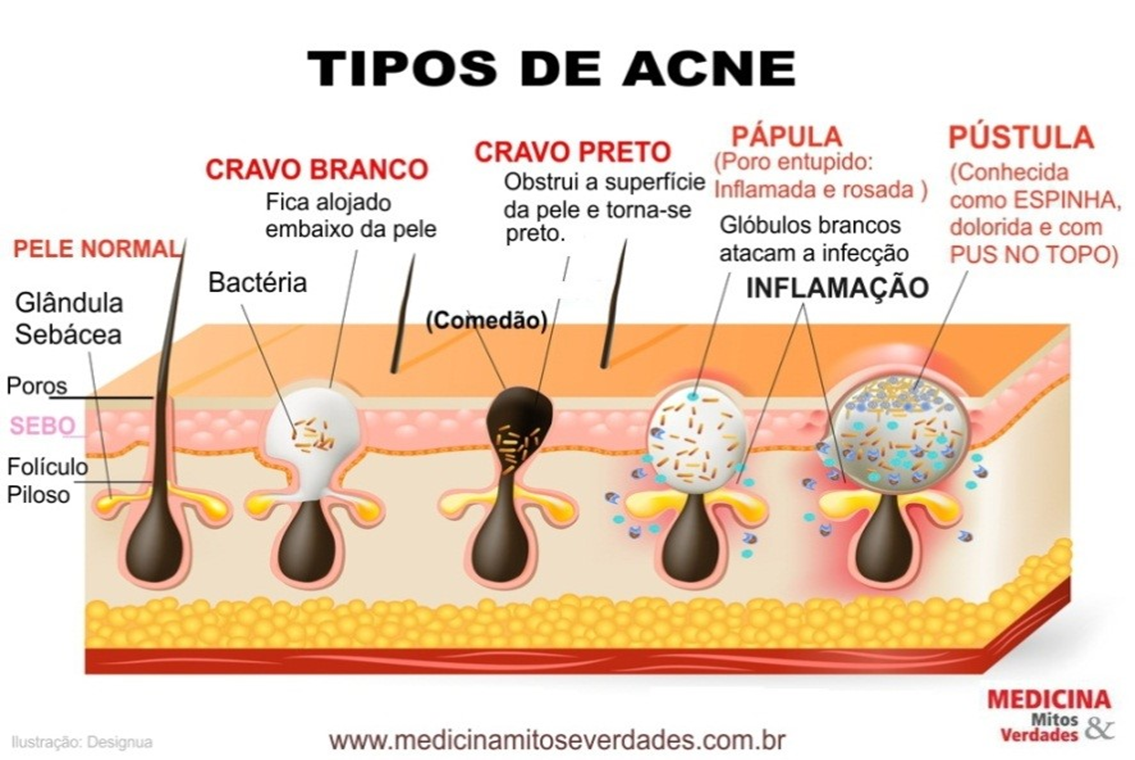 TIPOS DE ACNE
PELE NORMAL
Glândula
Sebácea
Poros
SEBO
Folículo
Piloso
CRAVO BRANCO
Fica alojado
embaixo da pele
Bactéria
CRAVO PRETO
Obstrui a superfície
da pele e torna-se
preto.
(Comedão)
PÁPULA
(Poro entupido:
Inflamada e rosada )
Glóbulos brancos
atacam a infecção
INFLAMAÇÃO
PÚSTULA
(Conhecida
como ESPINHA,
dolorida e com
PUS NO TOPO)
Ilustração: Designua
www.medicinamitoseverdades.com.br
MEDICINA
Mitos
& Verdades